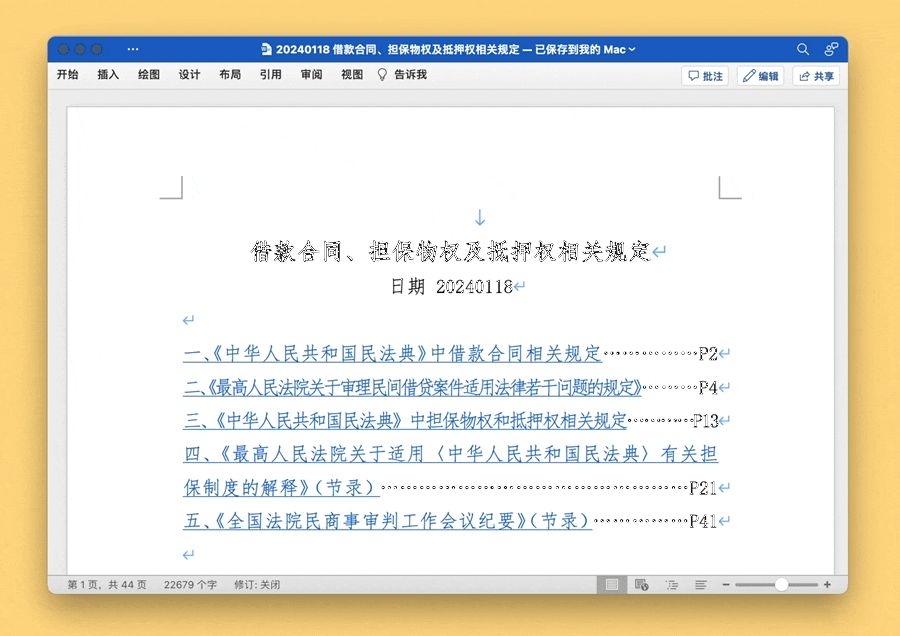 ··· 20240118 借款合同、担保物权及抵押权相关规定 — 已保存到我的 Mac
开始 插入 绘图 设计 布局 引用 审阅 视图 告诉我 批注 编辑 共享
借款合同、担保物权及抵押权相关规定
日期 20240118
一、《中华人民共和国民法典》中借款合同相关规定··············P2
二、《最高人民法院关于审理民间借贷案件适用法律若干问题的规定》·········P4
三、《中华人民共和国民法典》中担保物权和抵押权相关规定··········P13
四、《最高人民法院关于适用〈中华人民共和国民法典〉有关担
保制度的解释》（节录）·············································P21
五、《全国法院民商事审判工作会议纪要》（节录）··············P41
第 1 页，共 44 页 22679 个字 修订: 关闭